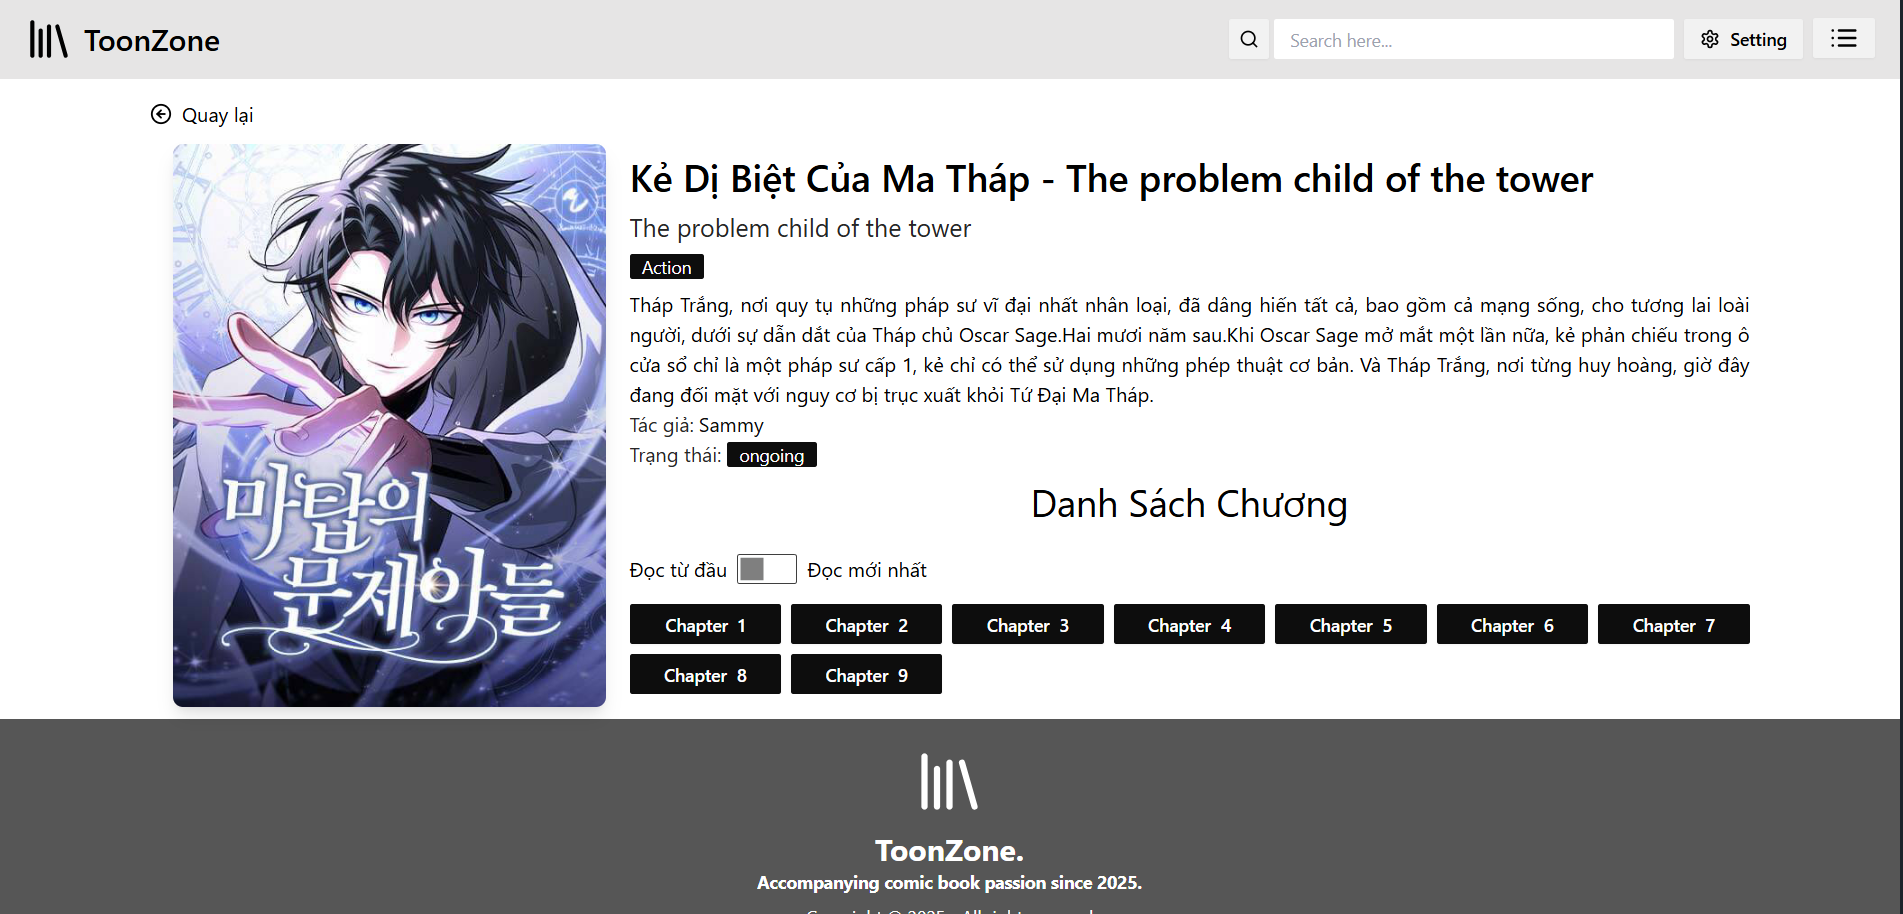 ToonZone
Search here...
Setting
Quay lại
마탑의
문제아들
Kẻ Dị Biệt Của Ma Tháp - The problem child of the tower
The problem child of the tower
Action
Tháp Trắng, nơi quy tụ những pháp sư vĩ đại nhất nhân loại, đã dâng hiến tất cả, bao gồm cả mạng sống, cho tương lai loài
người, dưới sự dẫn dắt của Tháp chủ Oscar Sage.Hai mươi năm sau.Khi Oscar Sage mở mắt một lần nữa, kẻ phản chiếu trong ô
cửa sổ chỉ là một pháp sư cấp 1, kẻ chỉ có thể sử dụng những phép thuật cơ bản. Và Tháp Trắng, nơi từng huy hoàng, giờ đây
đang đối mặt với nguy cơ bị trục xuất khỏi Tứ Đại Ma Tháp.
Tác giả: Sammy
Trạng thái: ongoing
Danh Sách Chương
Đọc từ đầu Đọc mới nhất
Chapter 1 Chapter 2 Chapter 3 Chapter 4 Chapter 5 Chapter 6 Chapter 7
Chapter 8 Chapter 9
ToonZone.
Accompanying comic book passion since 2025.